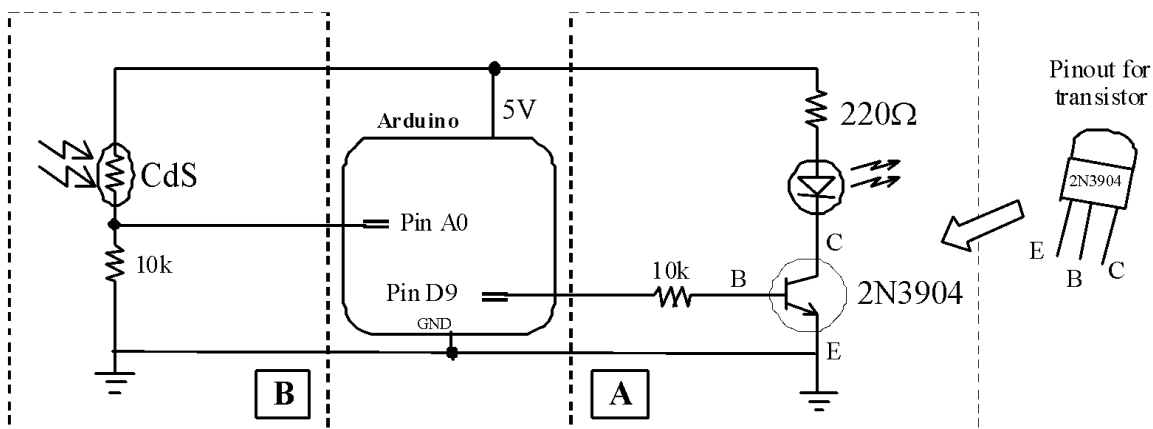 Pinout for
transistor
5V
Arduino
220Ω
2N3904
CdS
Pin A0
E
B
C
C
10k
10k
B
2N3904
Pin D9
GND
E
B
A